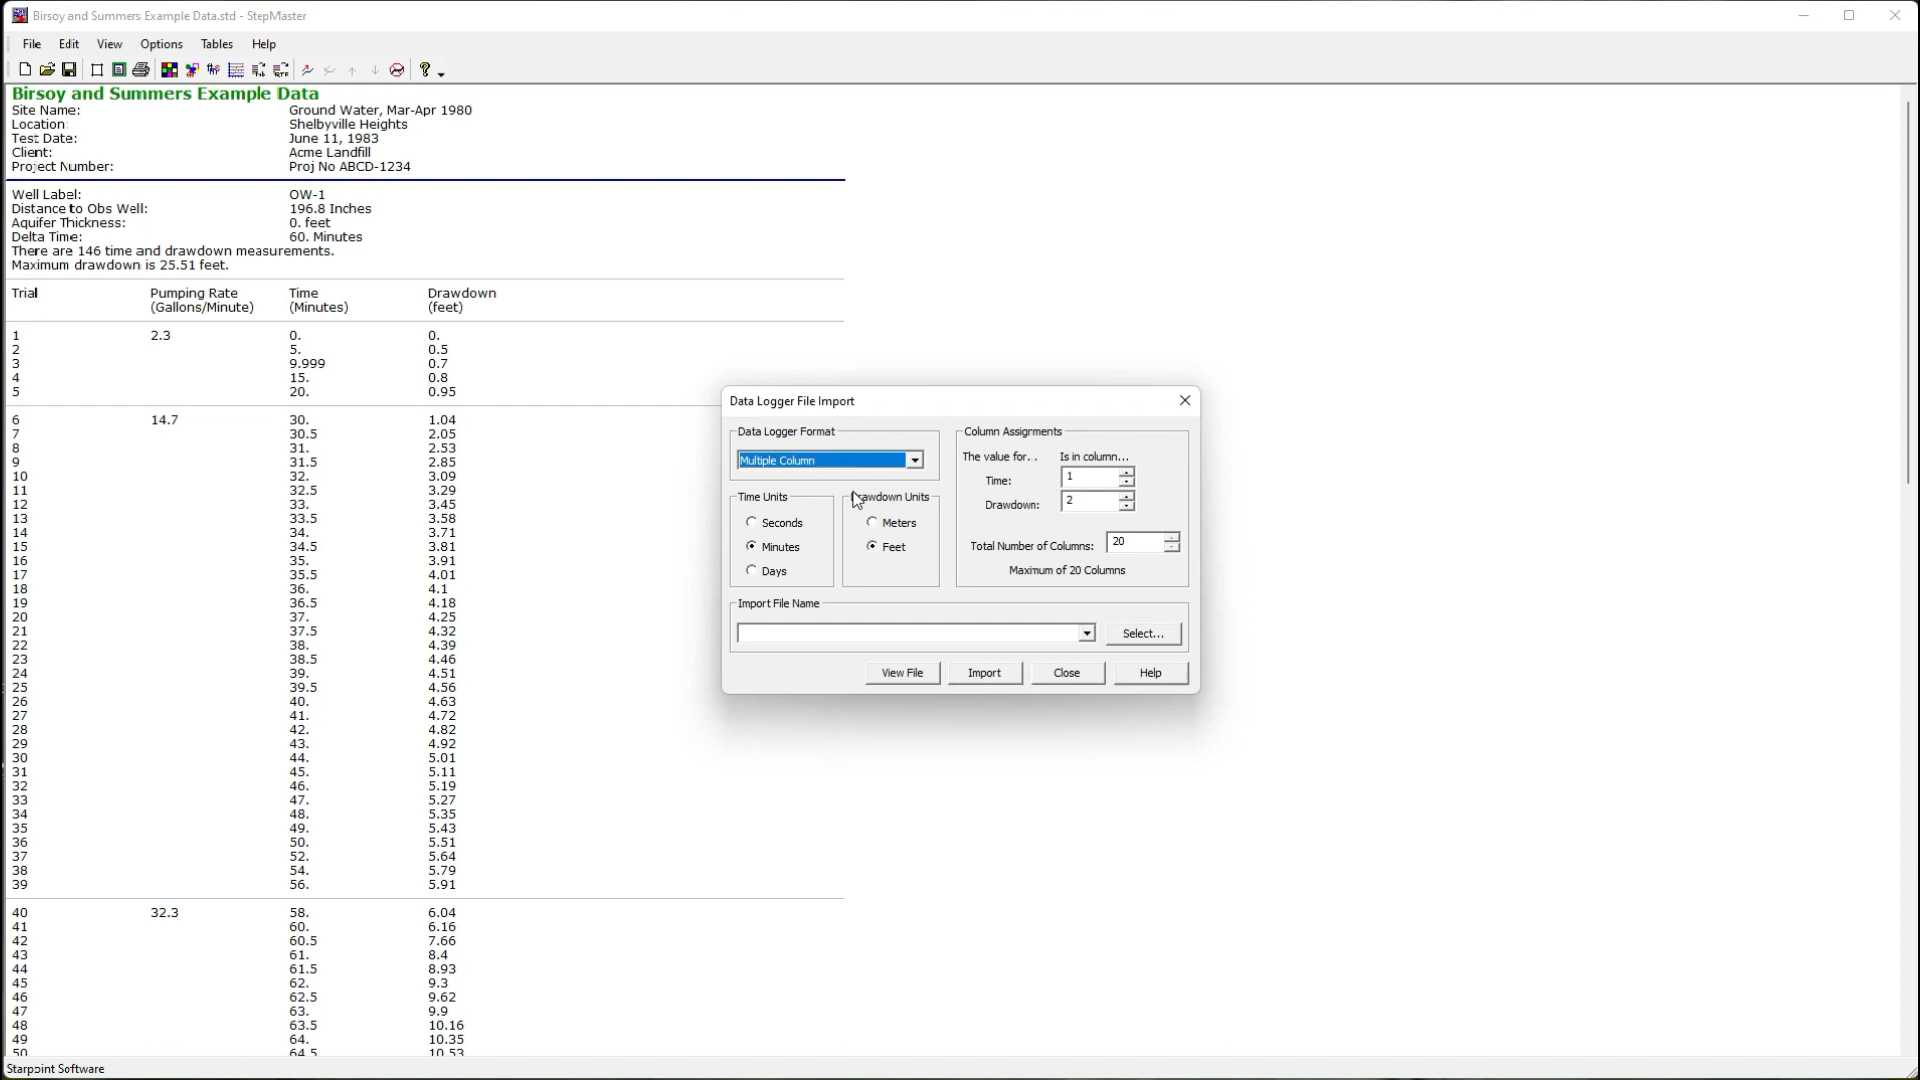 Birsoy and Summers Example Data.std - StepMaster
File Edit View Options Tables Help
Birsoy and Summers Example Data
Site Name: Ground Water, Mar-Apr 1980
Location: Shelbyville Heights
Test Date: June 11, 1983
Client: Acme Landfill
Project Number: Proj No ABCD-1234
Well Label: OW-1
Distance to Obs Well: 196.8 Inches
Aquifer Thickness: 0. feet
Delta Time: 60. Minutes
There are 146 time and drawdown measurements.
Maximum drawdown is 25.51 feet.
Trial Pumping Rate Time Drawdown
(Gallons/Minute) (Minutes) (feet)
1 2.3 0. 0.
2 5. 0.5
3 9.999 0.7
4 15. 0.8
5 20. 0.95
6 14.7 30. 1.04
7 30.5 2.05
8 31. 2.53
9 31.5 2.85
10 32. 3.09
11 32.5 3.29
12 33. 3.45
13 33.5 3.58
14 34. 3.71
15 34.5 3.81
16 35. 3.91
17 35.5 4.01
18 36. 4.1
19 36.5 4.18
20 37. 4.25
21 37.5 4.32
22 38. 4.39
23 38.5 4.46
24 39. 4.51
25 39.5 4.56
26 40. 4.63
27 41. 4.72
28 42. 4.82
29 43. 4.92
30 44. 5.01
31 45. 5.11
32 46. 5.19
33 47. 5.27
34 48. 5.35
35 49. 5.43
36 50. 5.51
37 52. 5.64
38 54. 5.79
39 56. 5.91
40 32.3 58. 6.04
41 60. 6.16
42 60.5 7.66
43 61. 8.4
44 61.5 8.93
45 62. 9.3
46 62.5 9.62
47 63. 9.9
48 63.5 10.16
49 64. 10.35
50 64.5 10.53
Data Logger File Import
Data Logger Format
Multiple Column
Time Units
Seconds
Minutes
Days
Drawdown Units
Meters
Feet
Column Assignments
The value for... Is in column...
Time: 1
Drawdown: 2
Total Number of Columns: 20
Maximum of 20 Columns
Import File Name
Select...
View File Import Close Help
Starpoint Software